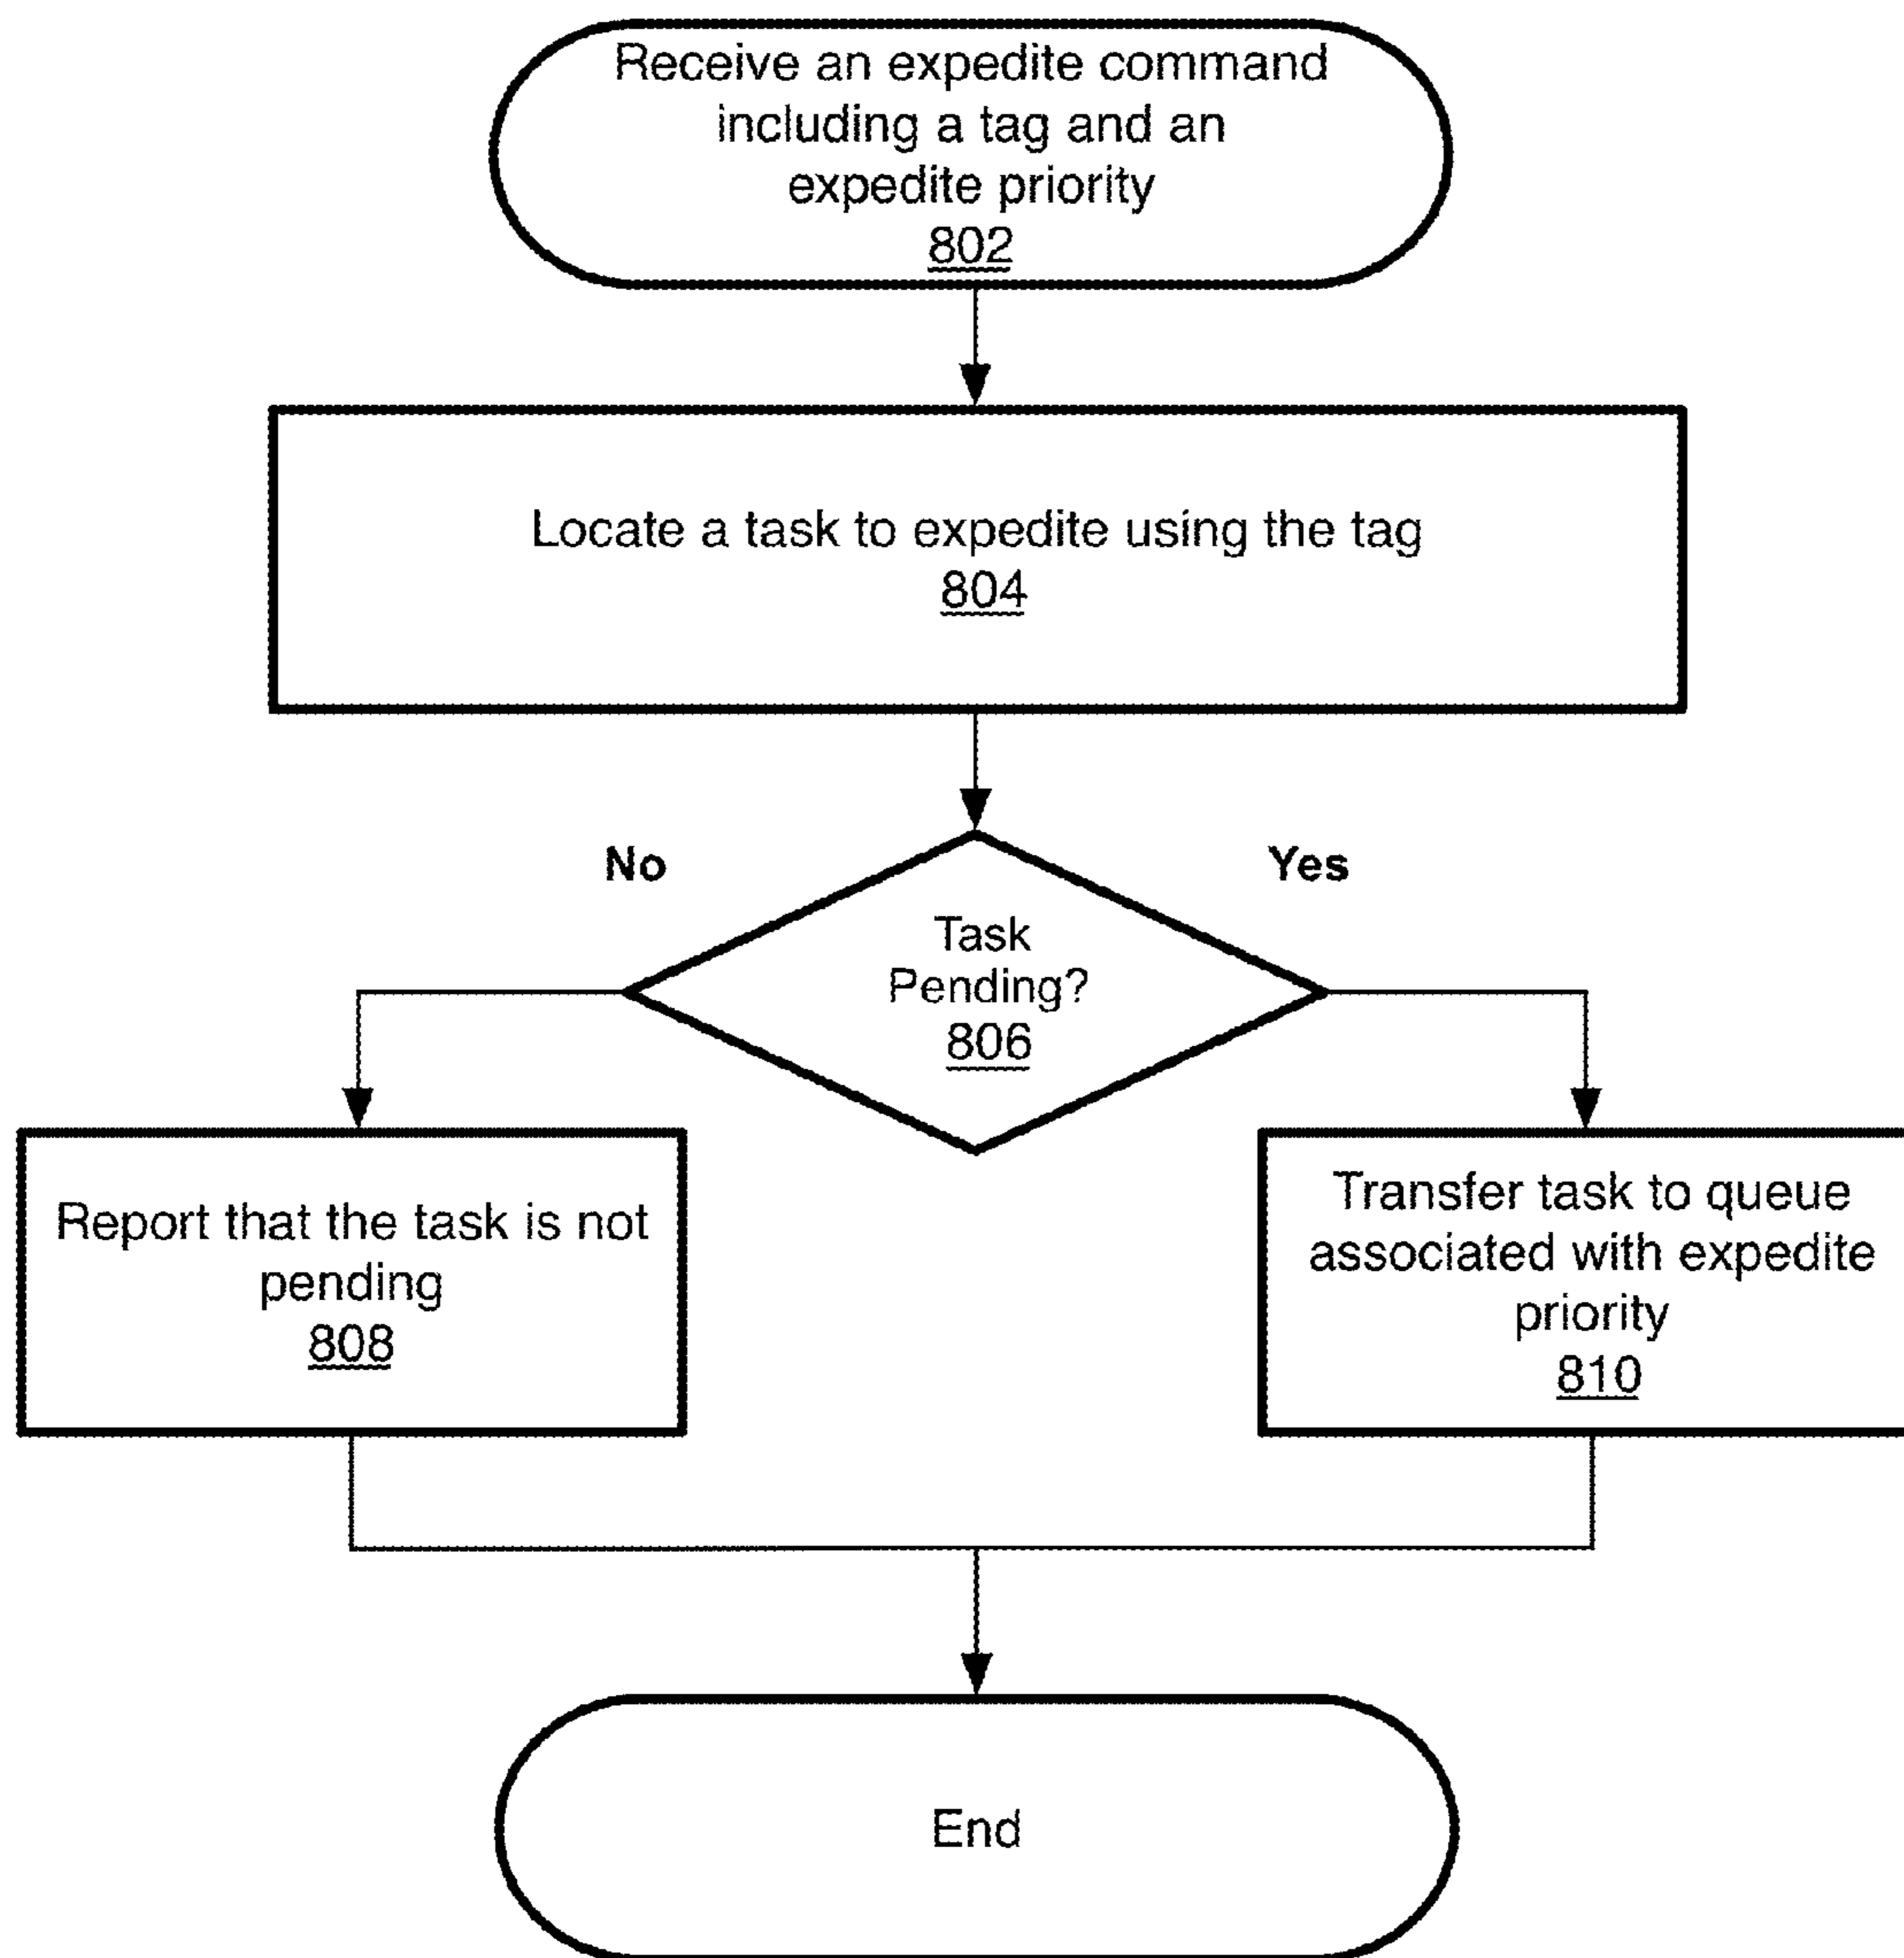 Receive an expedite command
including a tag and an
expedite priority
802
Locate a task to expedite using the tag
804
No
Yes
Task
Pending?
806
Report that the task is not
pending
808
Transfer task to queue
associated with expedite
priority
810
End